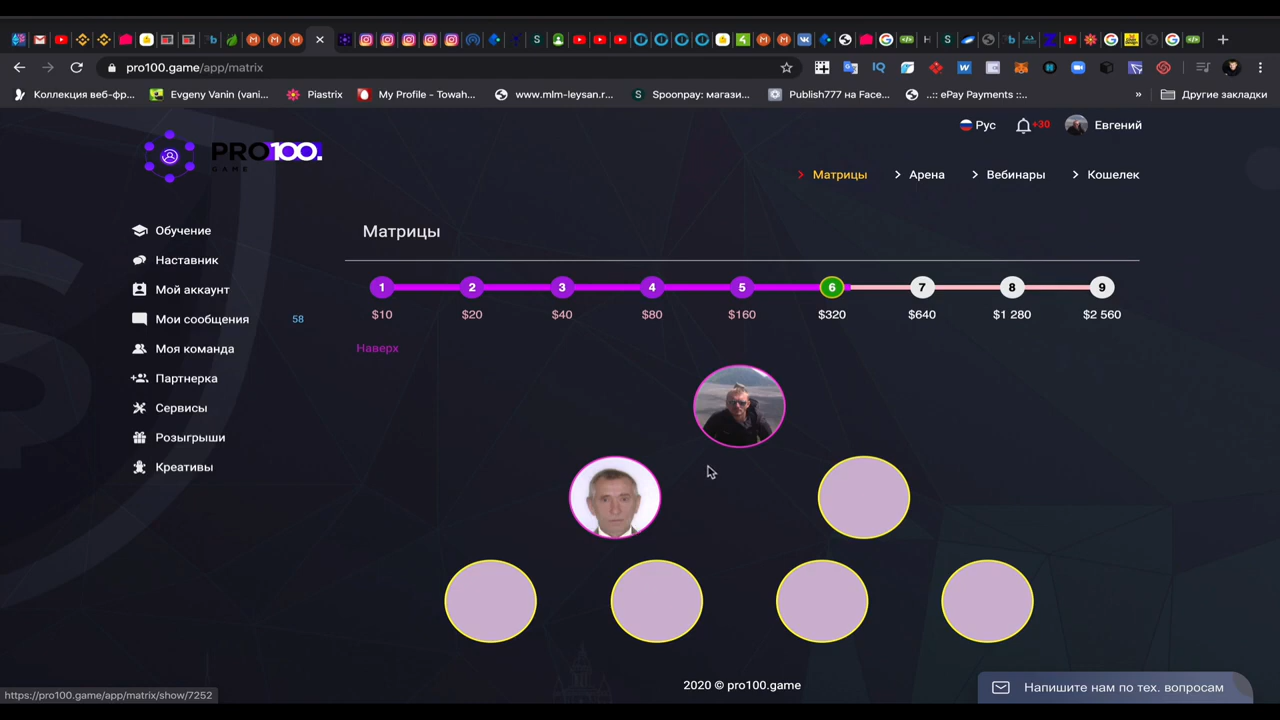 pro100.game/app/matrix
Коллекция веб-фр...
Evgeny Vanin (vani...
Piastrix
My Profile - Towah...
www.mlm-leysan.r...
Spoonpay: магази...
Publish777 на Face...
..:: ePay Payments ::..
»
Другие закладки
PRO100.
GAME
Рус
+30
Евгений
Матрицы
Арена
Вебинары
Кошелек
Обучение
Наставник
Мой аккаунт
Мои сообщения 58
Моя команда
Партнерка
Сервисы
Розыгрыши
Креативы
Матрицы
1 2 3 4 5 6 7 8 9
$10 $20 $40 $80 $160 $320 $640 $1 280 $2 560
Наверх
2020 © pro100.game
Напишите нам по тех. вопросам
https://pro100.game/app/matrix/show/7252